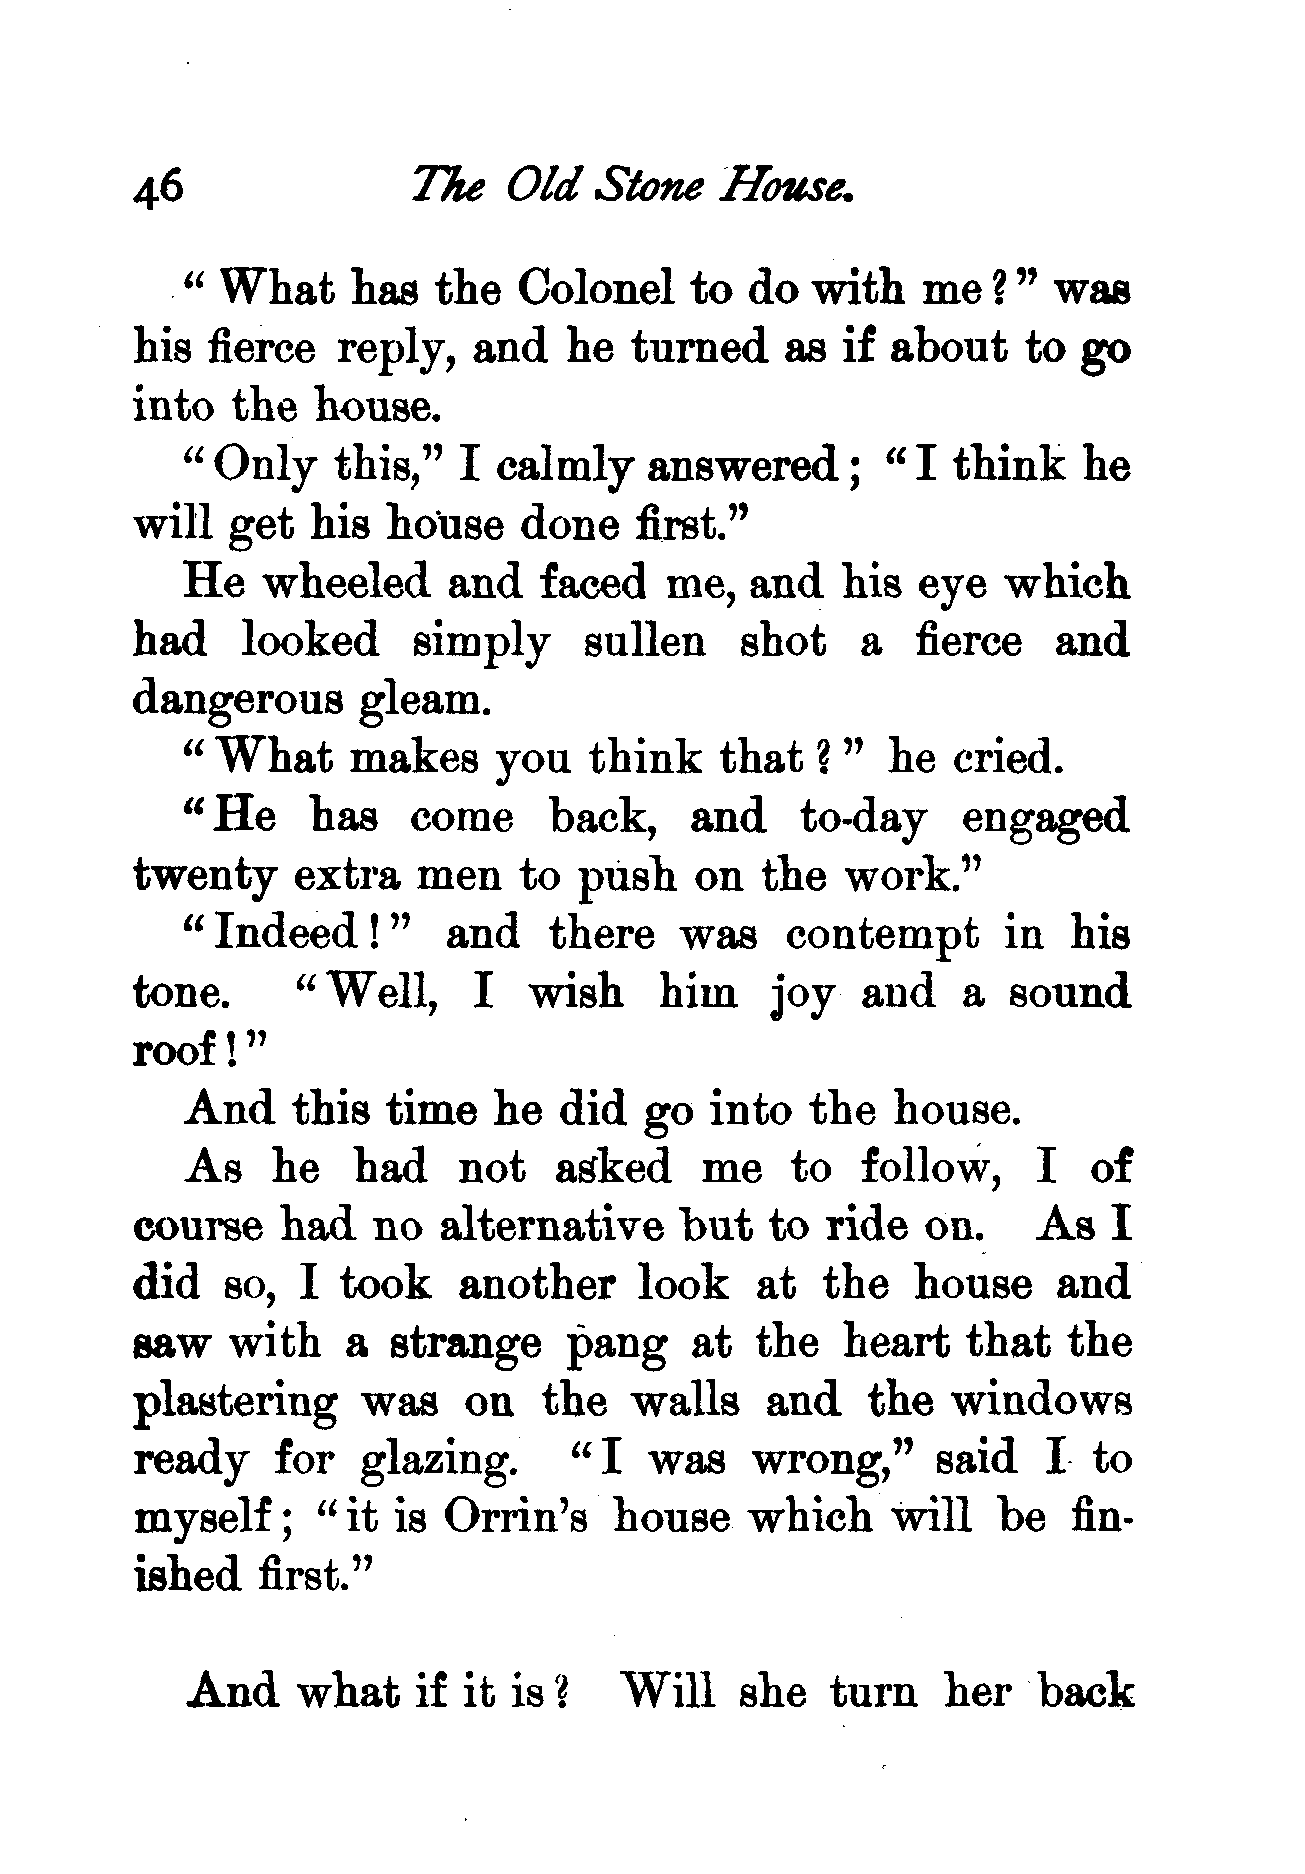 46 The Old Stone House.
“What has the Colonel to do with me?” was
his fierce reply, and he turned as if about to go
into the house.
“Only this,” I calmly answered; “I think he
will get his house done first.”
He wheeled and faced me, and his eye which
had looked simply sullen shot a fierce and
dangerous gleam.
“What makes you think that?” he cried.
“He has come back, and to-day engaged
twenty extra men to push on the work.”
“Indeed!” and there was contempt in his
tone. “Well, I wish him joy and a sound
roof!”
And this time he did go into the house.
As he had not asked me to follow, I of
course had no alternative but to ride on. As I
did so, I took another look at the house and
saw with a strange pang at the heart that the
plastering was on the walls and the windows
ready for glazing. “I was wrong,” said I to
myself; “it is Orrin’s house which will be fin-
ished first.”
And what if it is? Will she turn her back